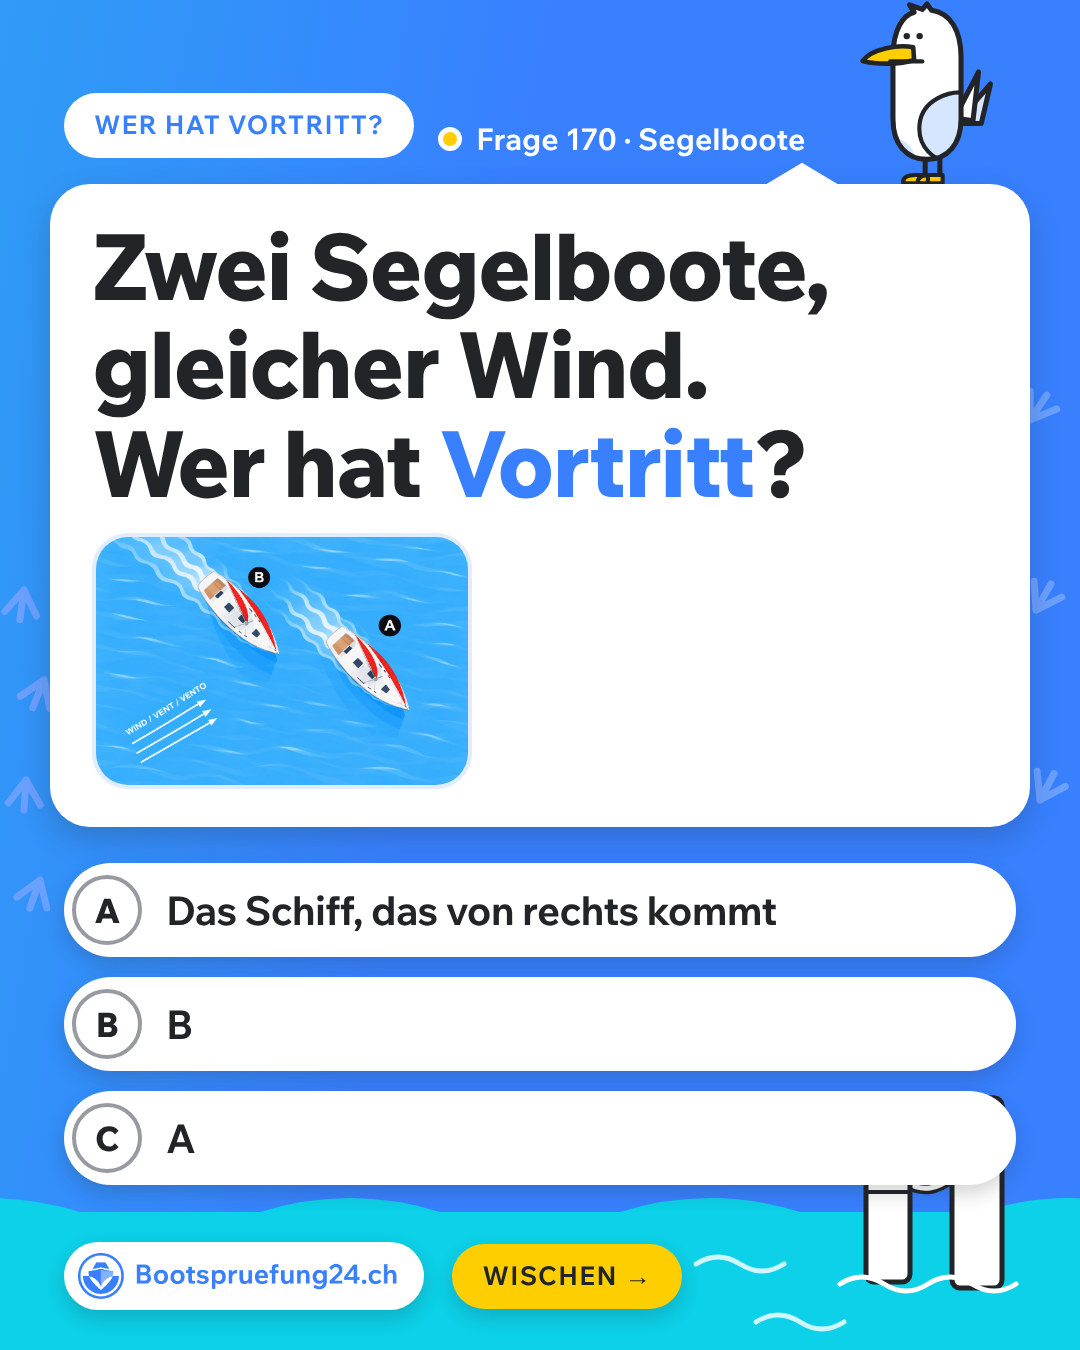 WER HAT VORTRITT?
Frage 170 · Segelboote
Zwei Segelboote,
gleicher Wind.
Wer hat Vortritt?
B
A
WIND / VENT / VENTO
A Das Schiff, das von rechts kommt
B B
C A
Bootspruefung24.ch
WISCHEN →